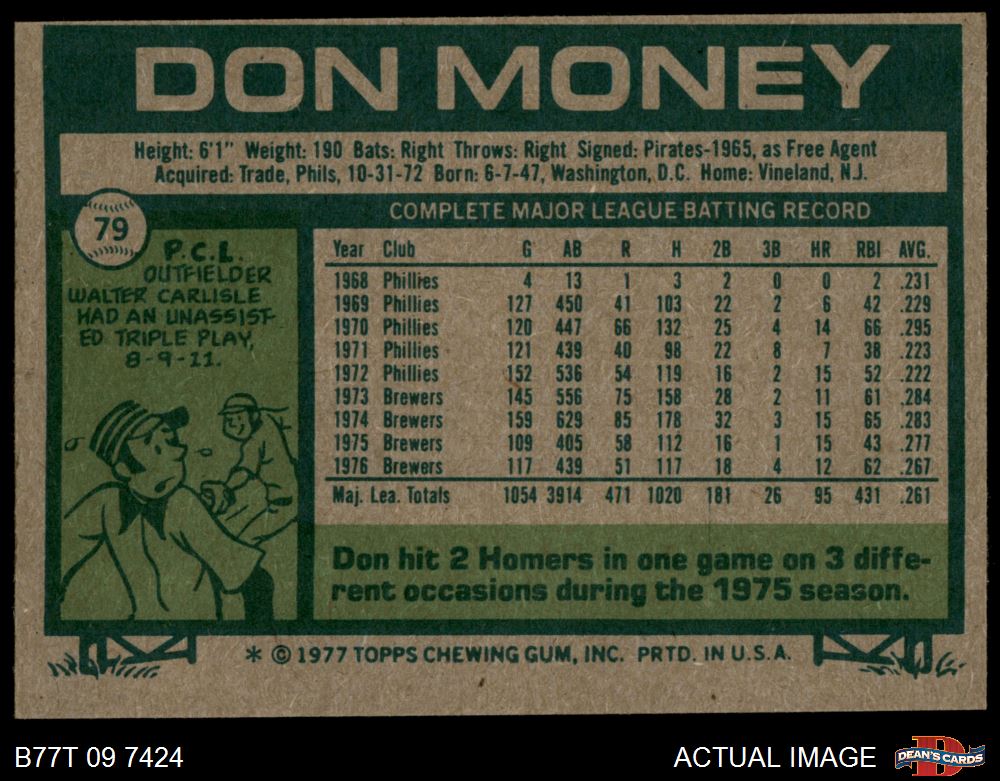 DON MONEY
Height: 6'1" Weight: 190 Bats: Right Throws: Right Signed: Pirates-1965, as Free Agent
Acquired: Trade, Phils, 10-31-72 Born: 6-7-47, Washington, D.C. Home: Vineland, N.J.
79
P.C.L.
OUTFIELDER
WALTER CARLISLE
HAD AN UNASSIST-
ED TRIPLE PLAY,
8-9-11.
COMPLETE MAJOR LEAGUE BATTING RECORD
Year Club G AB R H 2B 3B HR RBI AVG.
1968 Phillies 4 13 1 3 2 0 0 2 .231
1969 Phillies 127 450 41 103 22 2 6 42 .229
1970 Phillies 120 447 66 132 25 4 14 66 .295
1971 Phillies 121 439 40 98 22 8 7 38 .223
1972 Phillies 152 536 54 119 16 2 15 52 .222
1973 Brewers 145 556 75 158 28 2 11 61 .284
1974 Brewers 159 629 85 178 32 3 15 65 .283
1975 Brewers 109 405 58 112 16 1 15 43 .277
1976 Brewers 117 439 51 117 18 4 12 62 .267
Maj. Lea. Totals 1054 3914 471 1020 181 26 95 431 .261
Don hit 2 Homers in one game on 3 diffe-
rent occasions during the 1975 season.
* © 1977 TOPPS CHEWING GUM, INC. PRTD. IN U.S.A.
B77T 09 7424
ACTUAL IMAGE
D
DEAN'S CARDS